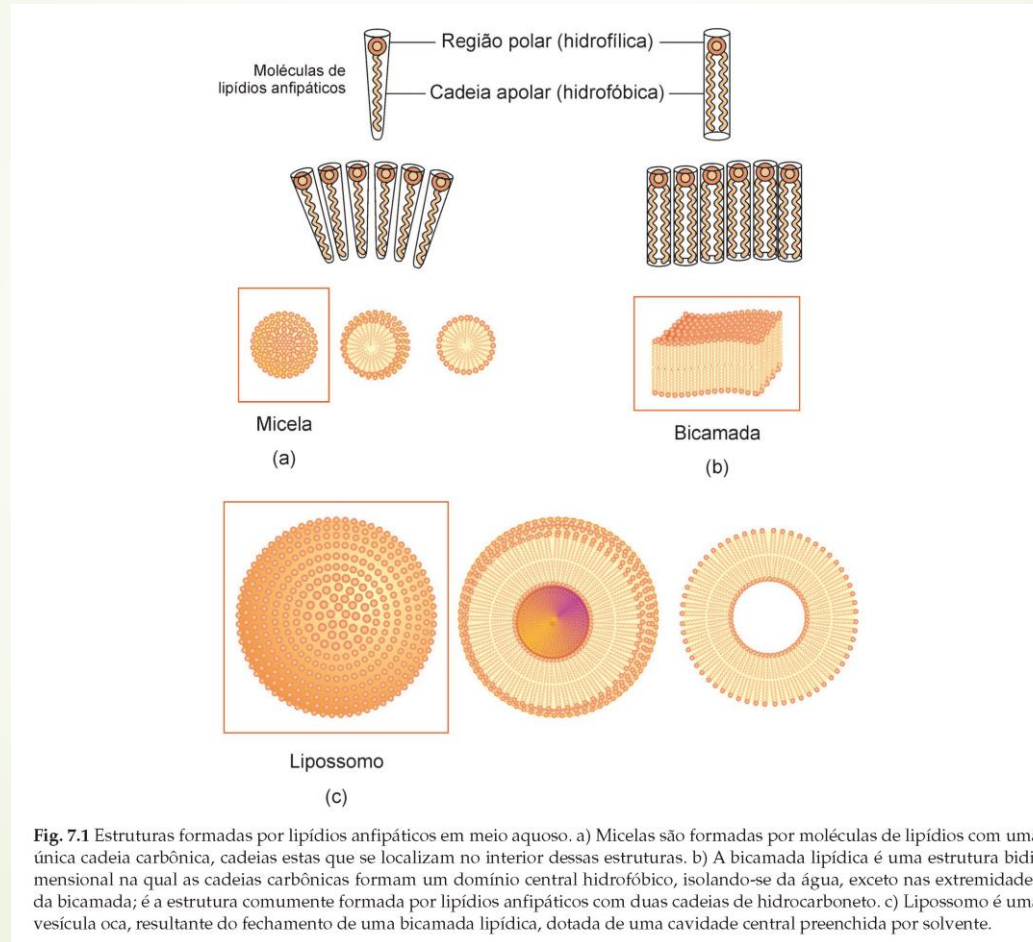 Região polar (hidrofílica)
Moléculas de
lipídios anfipáticos
Cadeia apolar (hidrofóbica)
Micela
(a)
Bicamada
(b)
Lipossomo
(c)
Fig. 7.1 Estruturas formadas por lipídios anfipáticos em meio aquoso. a) Micelas são formadas por moléculas de lipídios com uma
única cadeia carbônica, cadeias estas que se localizam no interior dessas estruturas. b) A bicamada lipídica é uma estrutura bidi
mensional na qual as cadeias carbônicas formam um domínio central hidrofóbico, isolando-se da água, exceto nas extremidade
da bicamada; é a estrutura comumente formada por lipídios anfipáticos com duas cadeias de hidrocarboneto. c) Lipossomo é um
vesícula oca, resultante do fechamento de uma bicamada lipídica, dotada de uma cavidade central preenchida por solvente.